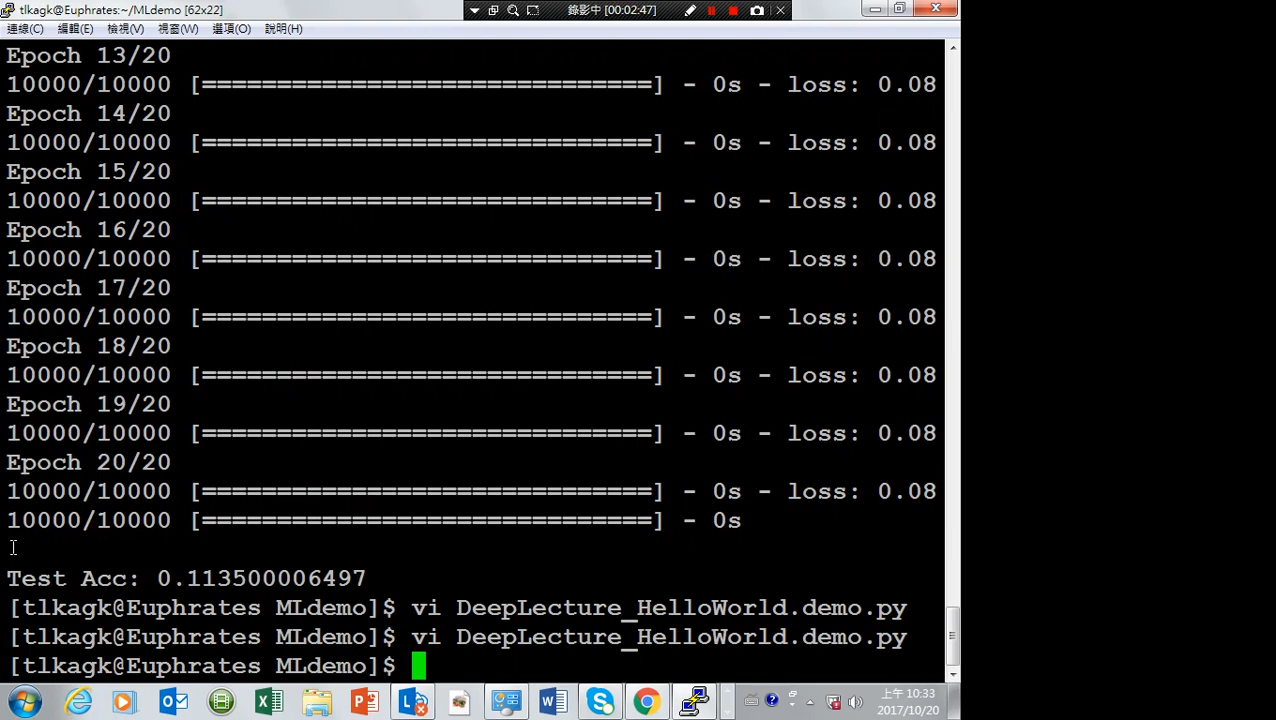 tlkagk@Euphrates:~/MLdemo [62x22]
錄影中 [00:02:47]
連線(C) 編輯(E) 檢視(V) 視窗(W) 選項(O) 說明(H)
Epoch 13/20
10000/10000 [==============================] - 0s - loss: 0.08
Epoch 14/20
10000/10000 [==============================] - 0s - loss: 0.08
Epoch 15/20
10000/10000 [==============================] - 0s - loss: 0.08
Epoch 16/20
10000/10000 [==============================] - 0s - loss: 0.08
Epoch 17/20
10000/10000 [==============================] - 0s - loss: 0.08
Epoch 18/20
10000/10000 [==============================] - 0s - loss: 0.08
Epoch 19/20
10000/10000 [==============================] - 0s - loss: 0.08
Epoch 20/20
10000/10000 [==============================] - 0s - loss: 0.08
10000/10000 [==============================] - 0s
Test Acc: 0.113500006497
[tlkagk@Euphrates MLdemo]$ vi DeepLecture_HelloWorld.demo.py
[tlkagk@Euphrates MLdemo]$ vi DeepLecture_HelloWorld.demo.py
[tlkagk@Euphrates MLdemo]$
上午 10:33
2017/10/20